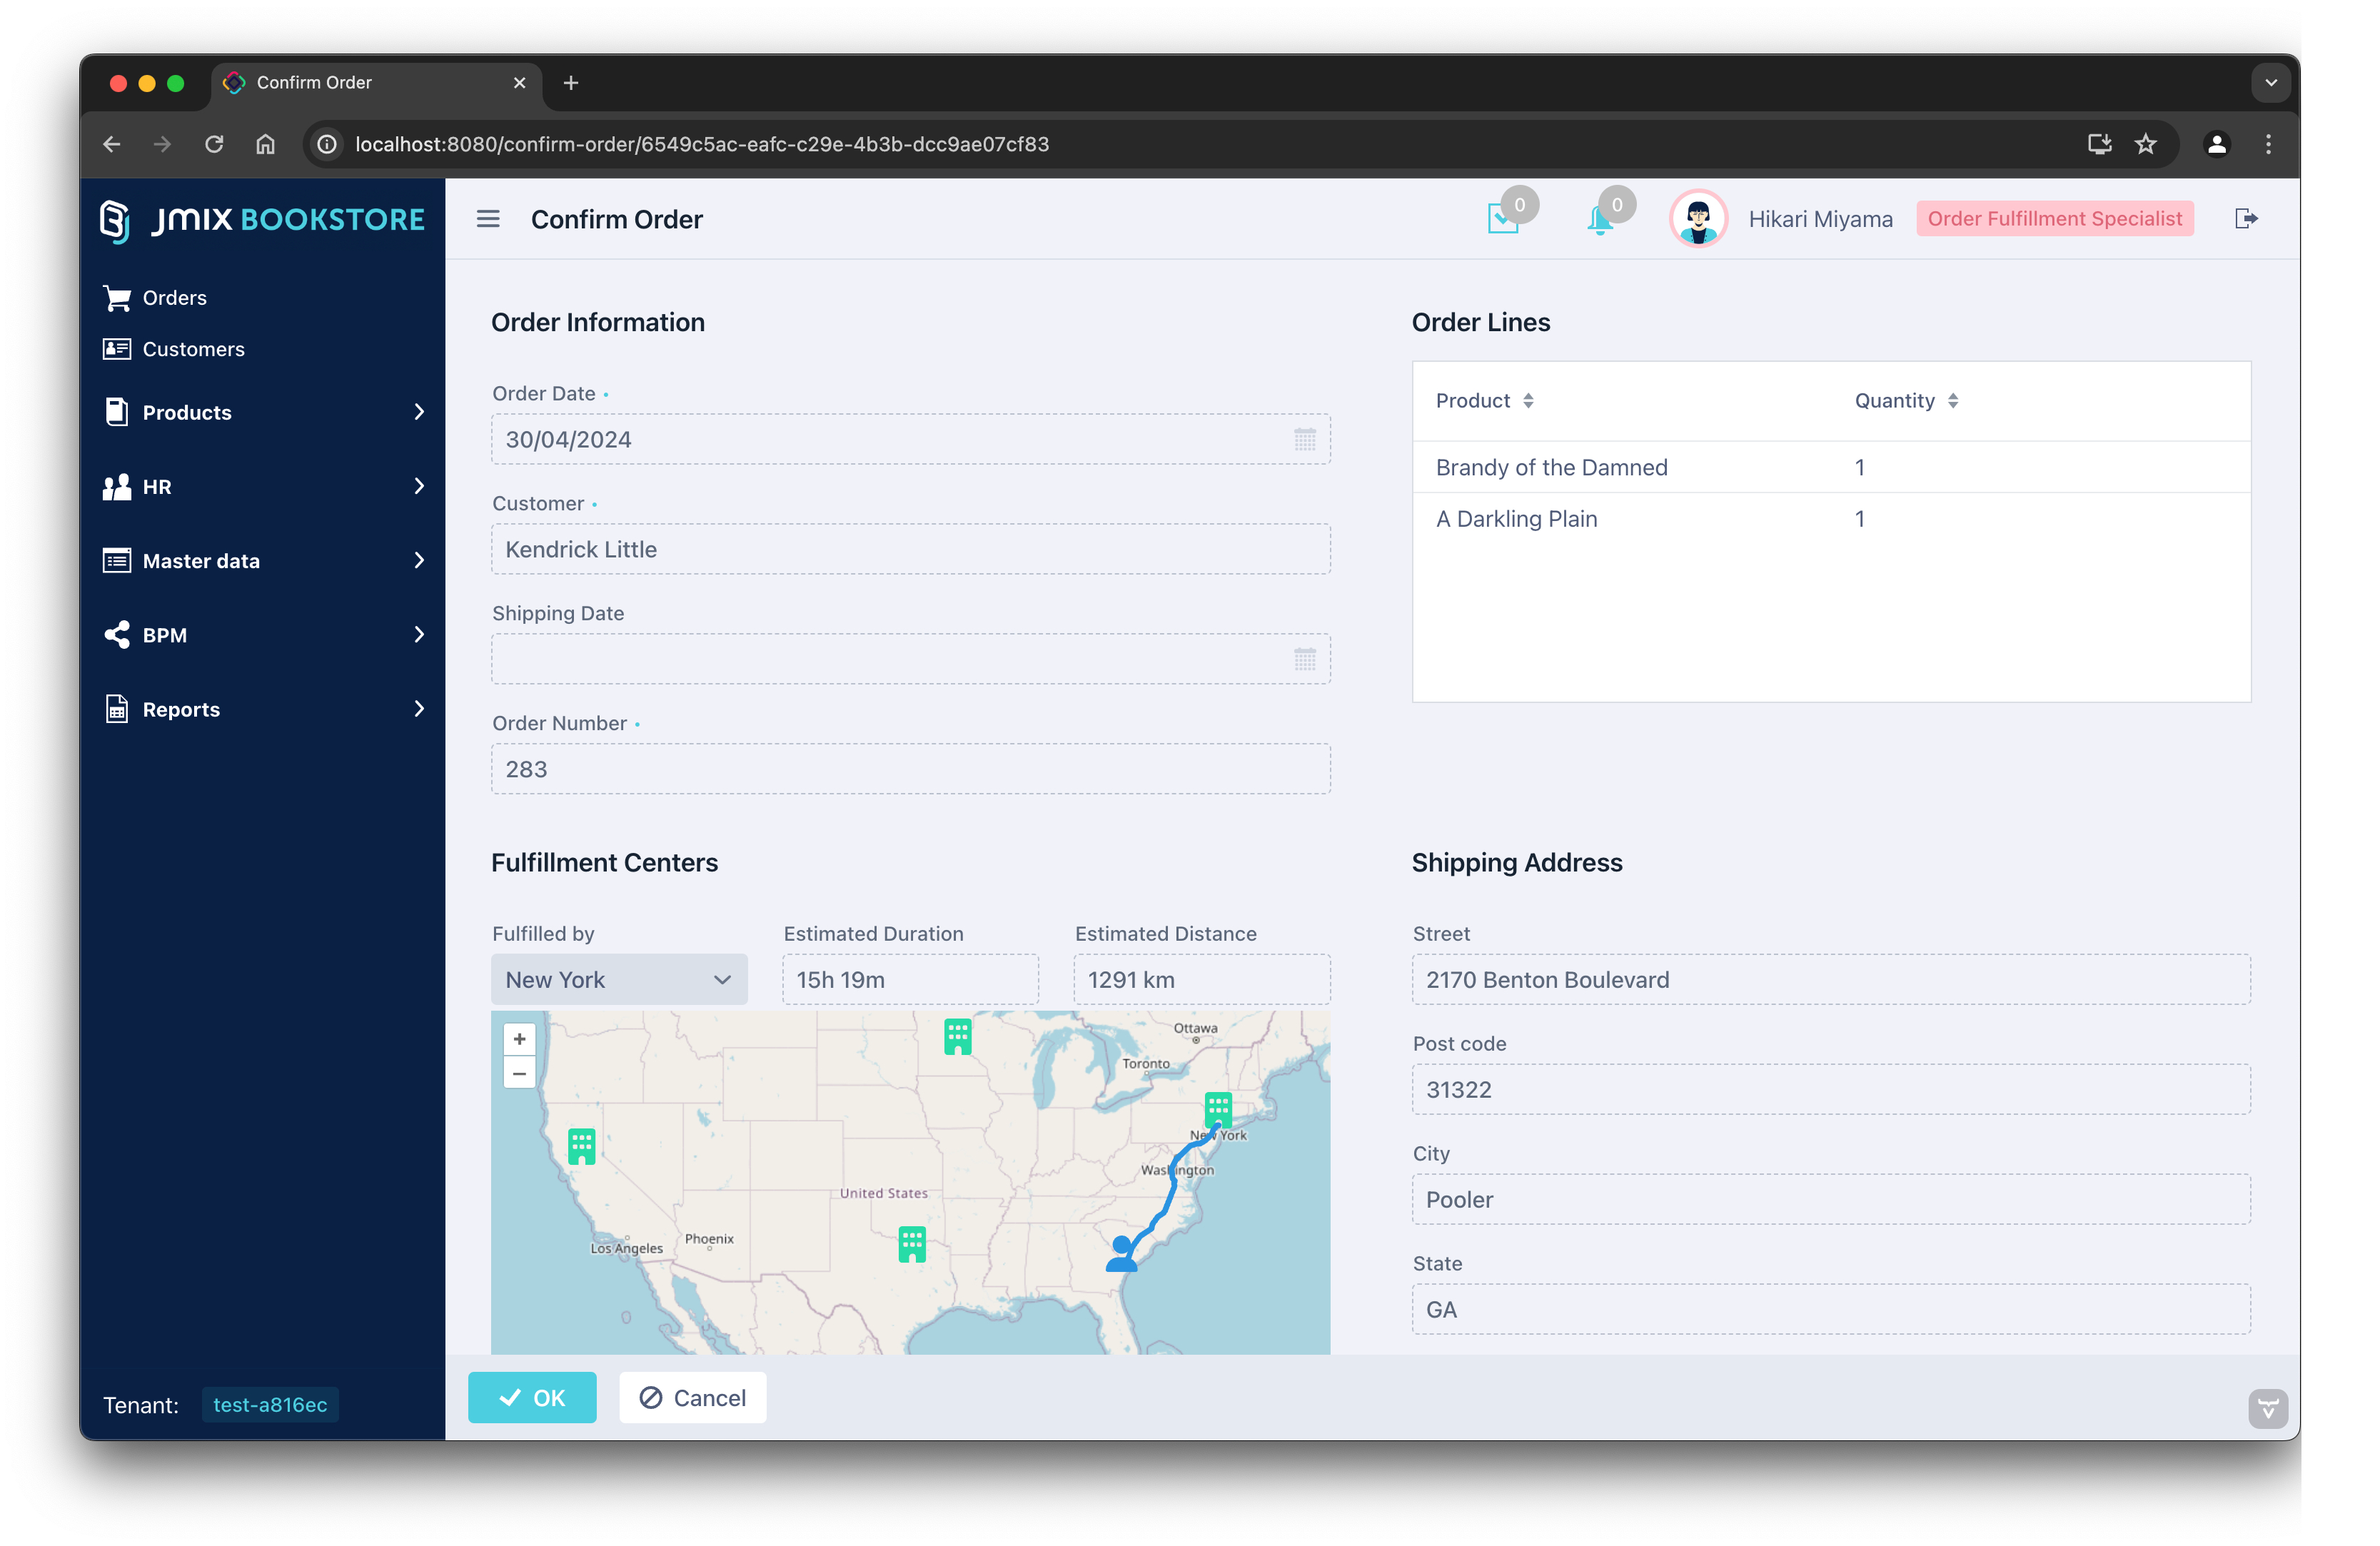 Confirm Order
localhost:8080/confirm-order/6549c5ac-eafc-c29e-4b3b-dcc9ae07cf83
JMIX BOOKSTORE
Orders
Customers
Products
HR
Master data
BPM
Reports
Tenant: test-a816ec
Confirm Order
0
0
Hikari Miyama
Order Fulfillment Specialist
Order Information
Order Date
30/04/2024
Customer
Kendrick Little
Shipping Date
Order Number
283
Order Lines
Product Quantity
Brandy of the Damned 1
A Darkling Plain 1
Fulfillment Centers
Fulfilled by Estimated Duration Estimated Distance
New York 15h 19m 1291 km
+
−
Ottawa
Toronto
New York
Washington
United States
Phoenix
Los Angeles
Shipping Address
Street
2170 Benton Boulevard
Post code
31322
City
Pooler
State
GA
OK Cancel